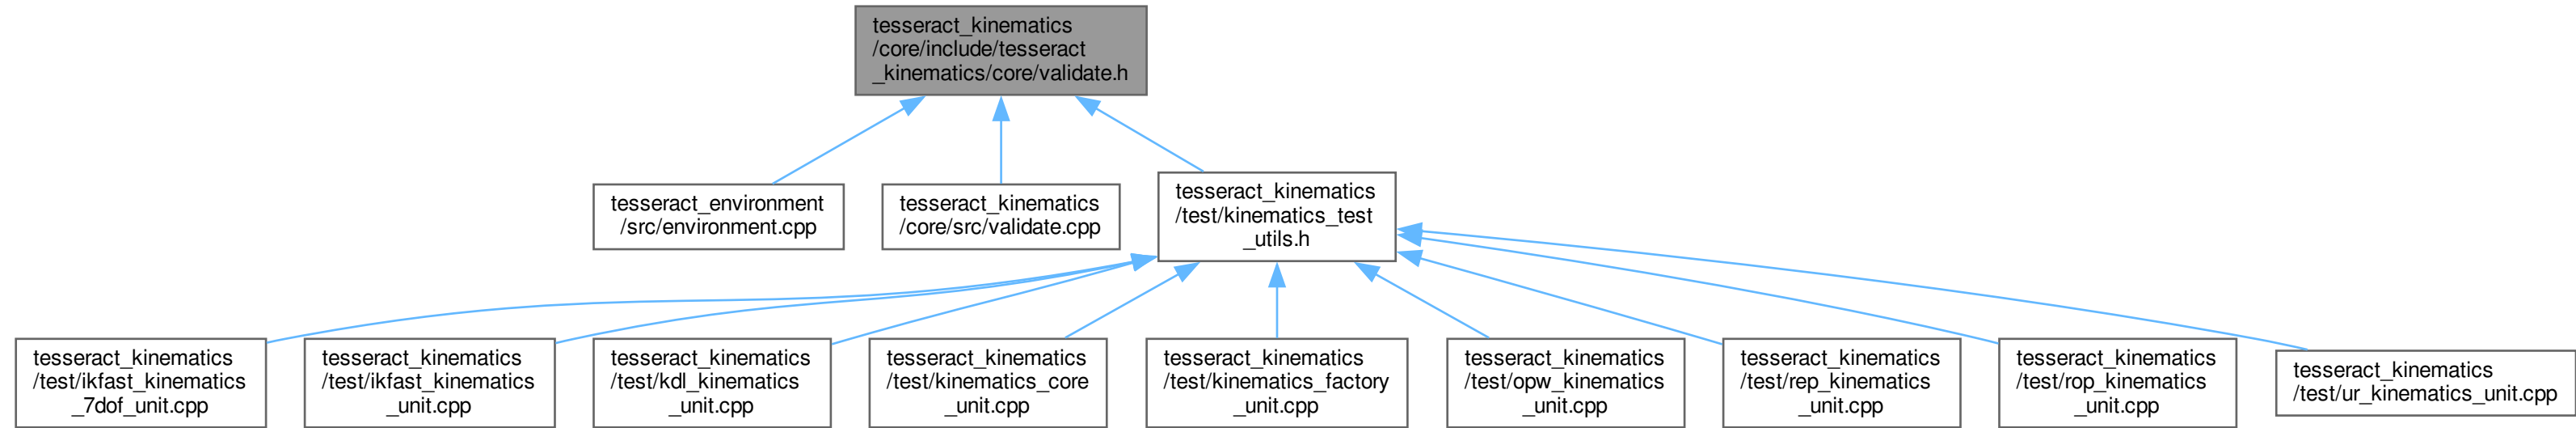 tesseract_kinematics
/core/include/tesseract
_kinematics/core/validate.h
tesseract_environment
/src/environment.cpp
tesseract_kinematics
/core/src/validate.cpp
tesseract_kinematics
/test/kinematics_test
_utils.h
tesseract_kinematics
/test/ikfast_kinematics
_7dof_unit.cpp
tesseract_kinematics
/test/ikfast_kinematics
_unit.cpp
tesseract_kinematics
/test/kdl_kinematics
_unit.cpp
tesseract_kinematics
/test/kinematics_core
_unit.cpp
tesseract_kinematics
/test/kinematics_factory
_unit.cpp
tesseract_kinematics
/test/opw_kinematics
_unit.cpp
tesseract_kinematics
/test/rep_kinematics
_unit.cpp
tesseract_kinematics
/test/rop_kinematics
_unit.cpp
tesseract_kinematics
/test/ur_kinematics_unit.cpp